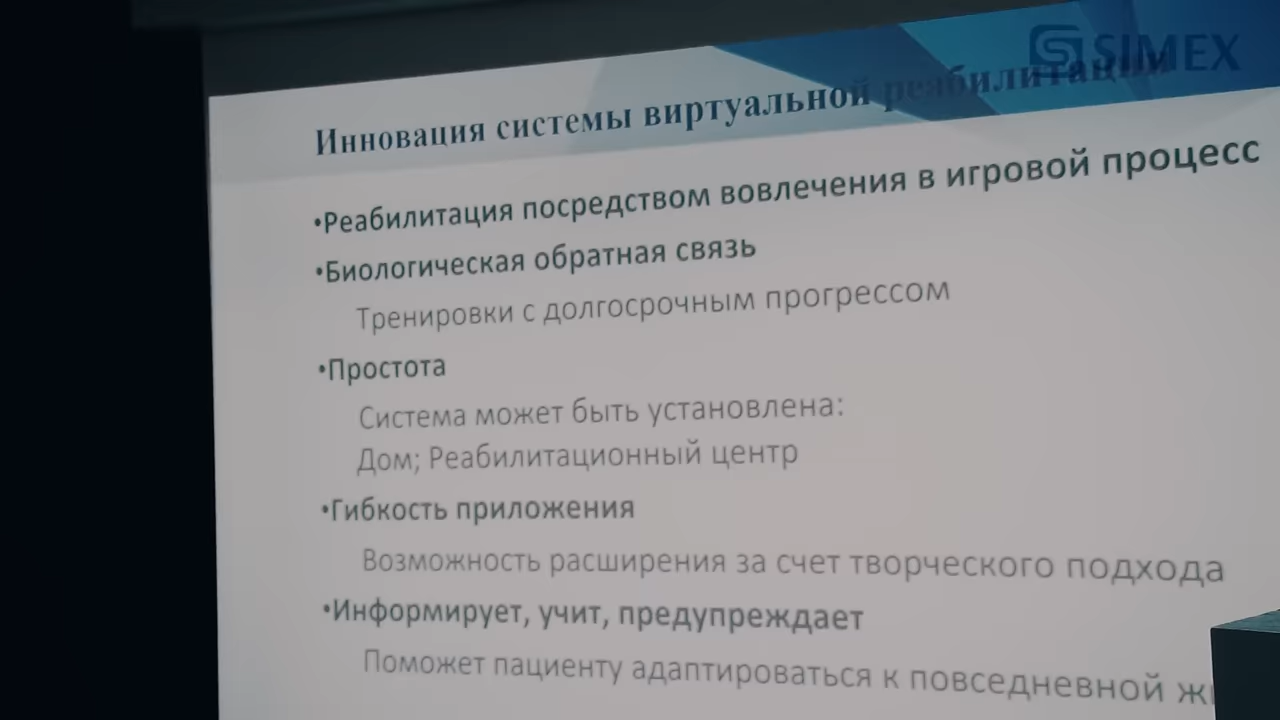 SIMEX
Инновация системы виртуальной реабилитации
•Реабилитация посредством вовлечения в игровой процесс
•Биологическая обратная связь
Тренировки с долгосрочным прогрессом
•Простота
Система может быть установлена:
Дом; Реабилитационный центр
•Гибкость приложения
Возможность расширения за счет творческого подхода
•Информирует, учит, предупреждает
Поможет пациенту адаптироваться к повседневной